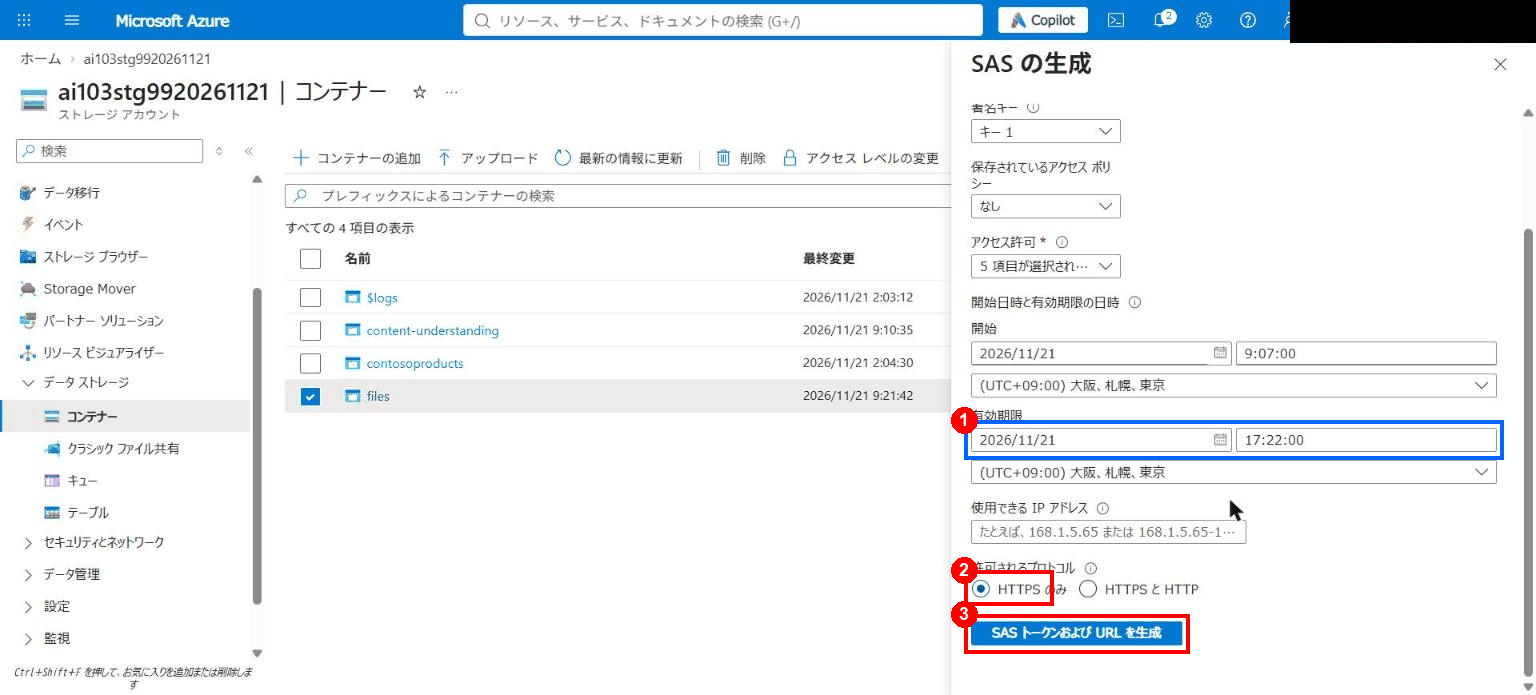 Microsoft Azure
リソース、サービス、ドキュメントの検索 (G+/)
Copilot
2
ホーム > ai103stg9920261121
ai103stg9920261121 | コンテナー
ストレージ アカウント
検索
データ移行
イベント
ストレージ ブラウザー
Storage Mover
パートナー ソリューション
リソース ビジュアライザー
データ ストレージ
コンテナー
クラシック ファイル共有
キュー
テーブル
セキュリティとネットワーク
データ管理
設定
監視
Ctrl+Shift+F を押して、お気に入りを追加または削除します
コンテナーの追加 アップロード 最新の情報に更新 削除 アクセス レベルの変更
プレフィックスによるコンテナーの検索
すべての 4 項目の表示
名前 最終変更
$logs 2026/11/21 2:03:12
content-understanding 2026/11/21 9:10:35
contosoproducts 2026/11/21 2:04:30
files 2026/11/21 9:21:42
SAS の生成
署名キー
キー 1
保存されているアクセス ポリ
シー
なし
アクセス許可 *
5 項目が選択され…
開始日時と有効期限の日時
開始
2026/11/21 9:07:00
(UTC+09:00) 大阪、札幌、東京
1 有効期限
2026/11/21 17:22:00
(UTC+09:00) 大阪、札幌、東京
使用できる IP アドレス
たとえば、168.1.5.65 または 168.1.5.65-1…
2 許可されるプロトコル
HTTPS のみ HTTPS と HTTP
3
SAS トークンおよび URL を生成